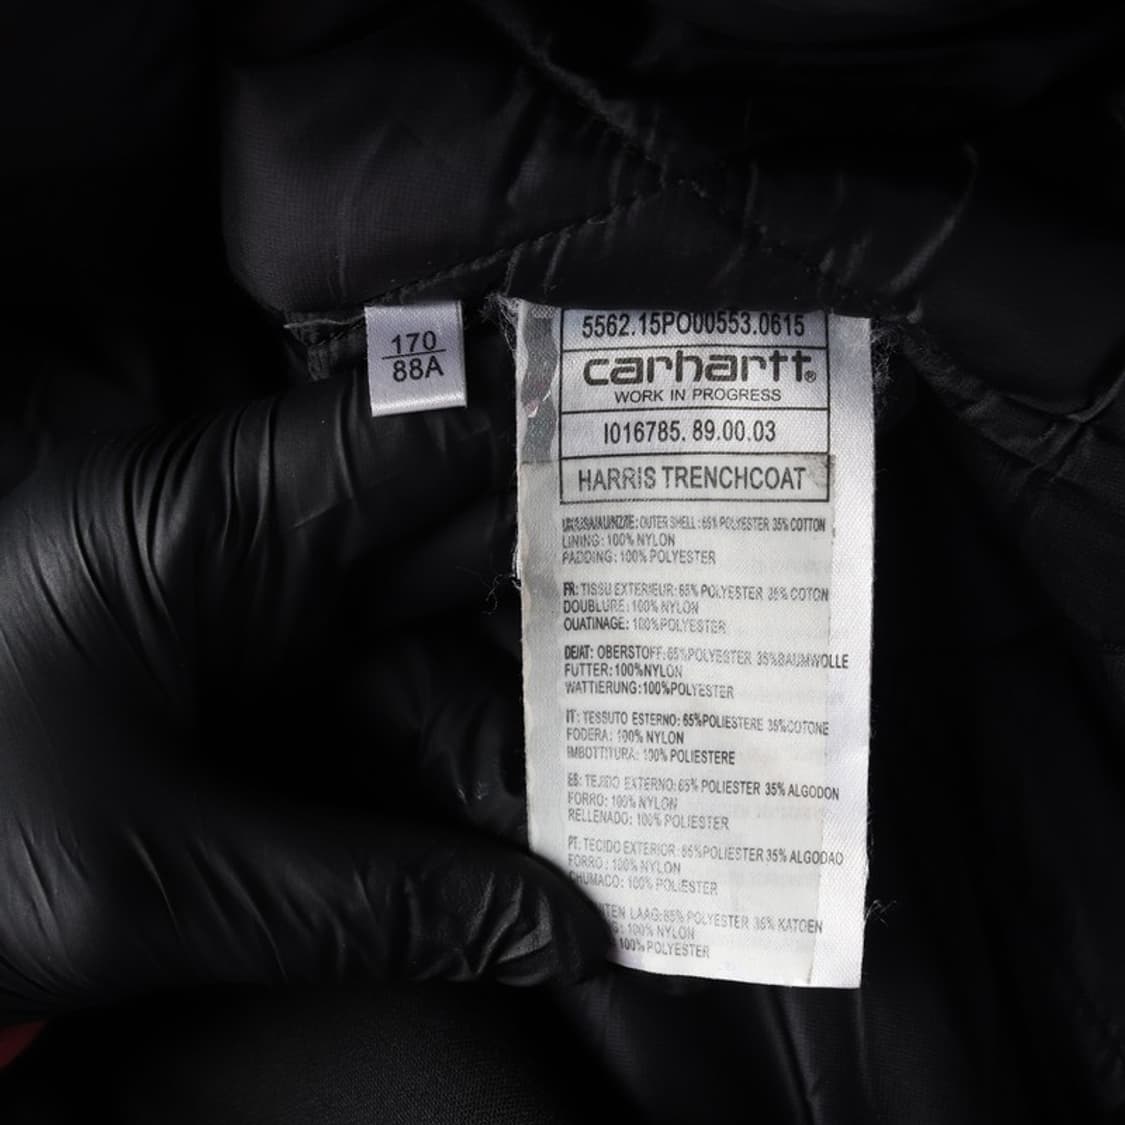 170
88A
5562.15PO00553.0615
carhartt®
WORK IN PROGRESS
I016785. 89.00.03
HARRIS TRENCHCOAT
OUTER SHELL: 65% POLYESTER 35% COTTON
LINING: 100% NYLON
PADDING: 100% POLYESTER
FR: TISSU EXTERIEUR: 65% POLYESTER 35% COTON
DOUBLURE: 100% NYLON
OUATINAGE: 100% POLYESTER
DE/AT: OBERSTOFF: 65%POLYESTER 35%BAUMWOLLE
FUTTER: 100%NYLON
WATTIERUNG:100%POLYESTER
IT: TESSUTO ESTERNO: 65%POLIESTERE 35%COTONE
FODERA: 100% NYLON
IMBOTTITURA: 100% POLIESTERE
ES: TEJIDO EXTERNO: 65% POLIESTER 35% ALGODON
FORRO: 100% NYLON
RELLENADO: 100% POLIESTER
PT: TECIDO EXTERIOR: 65%POLIESTER 35% ALGODAO
FORRO: 100% NYLON
CHUMACO: 100% POLIESTER
LAAG: 65% POLYESTER 35% KATOEN
100% NYLON
100% POLYESTER